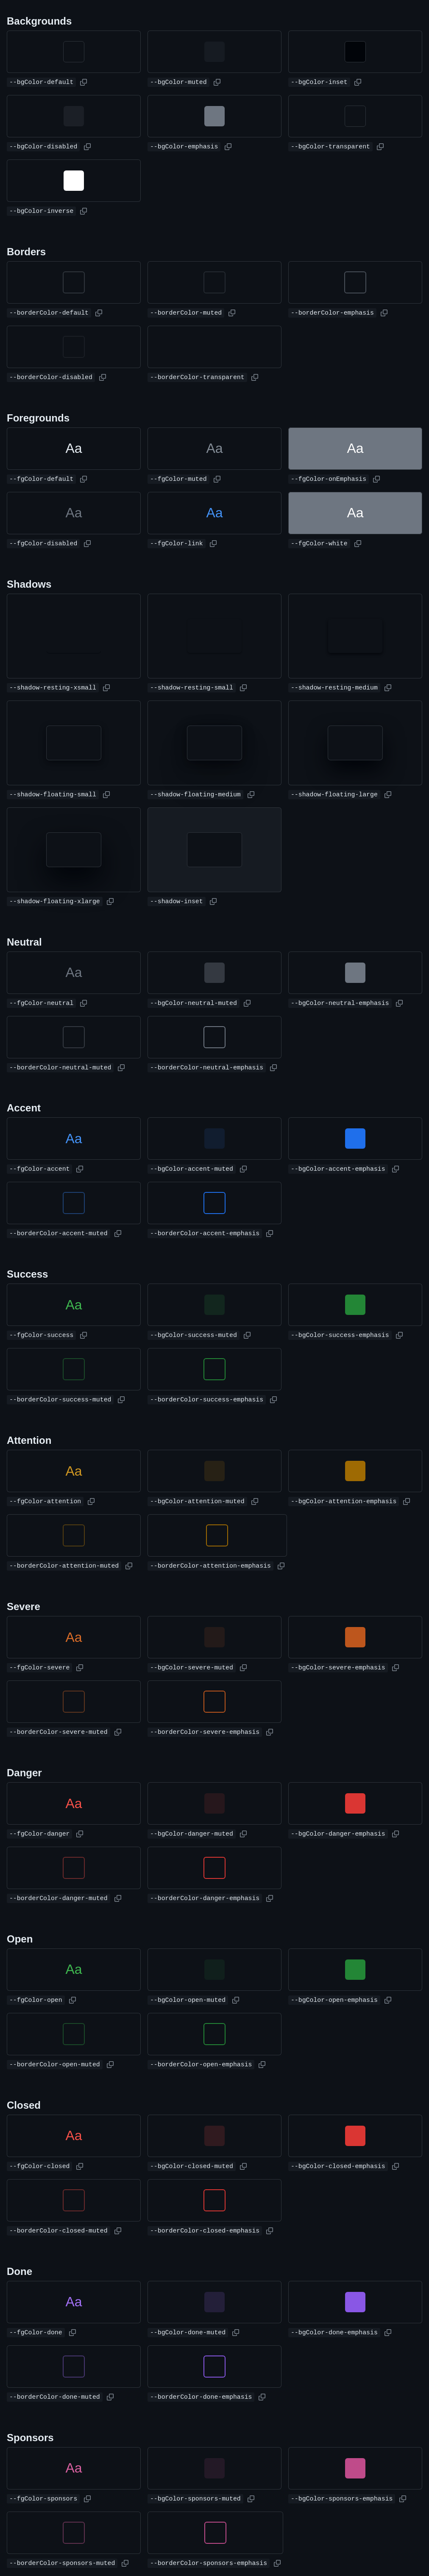 Backgrounds
--bgColor-default --bgColor-muted --bgColor-inset
--bgColor-disabled --bgColor-emphasis --bgColor-transparent
--bgColor-inverse
Borders
--borderColor-default --borderColor-muted --borderColor-emphasis
--borderColor-disabled --borderColor-transparent
Foregrounds
Aa Aa Aa
--fgColor-default --fgColor-muted --fgColor-onEmphasis
Aa Aa Aa
--fgColor-disabled --fgColor-link --fgColor-white
Shadows
--shadow-resting-xsmall --shadow-resting-small --shadow-resting-medium
--shadow-floating-small --shadow-floating-medium --shadow-floating-large
--shadow-floating-xlarge --shadow-inset
Neutral
Aa
--fgColor-neutral --bgColor-neutral-muted --bgColor-neutral-emphasis
--borderColor-neutral-muted --borderColor-neutral-emphasis
Accent
Aa
--fgColor-accent --bgColor-accent-muted --bgColor-accent-emphasis
--borderColor-accent-muted --borderColor-accent-emphasis
Success
Aa
--fgColor-success --bgColor-success-muted --bgColor-success-emphasis
--borderColor-success-muted --borderColor-success-emphasis
Attention
Aa
--fgColor-attention --bgColor-attention-muted --bgColor-attention-emphasis
--borderColor-attention-muted --borderColor-attention-emphasis
Severe
Aa
--fgColor-severe --bgColor-severe-muted --bgColor-severe-emphasis
--borderColor-severe-muted --borderColor-severe-emphasis
Danger
Aa
--fgColor-danger --bgColor-danger-muted --bgColor-danger-emphasis
--borderColor-danger-muted --borderColor-danger-emphasis
Open
Aa
--fgColor-open --bgColor-open-muted --bgColor-open-emphasis
--borderColor-open-muted --borderColor-open-emphasis
Closed
Aa
--fgColor-closed --bgColor-closed-muted --bgColor-closed-emphasis
--borderColor-closed-muted --borderColor-closed-emphasis
Done
Aa
--fgColor-done --bgColor-done-muted --bgColor-done-emphasis
--borderColor-done-muted --borderColor-done-emphasis
Sponsors
Aa
--fgColor-sponsors --bgColor-sponsors-muted --bgColor-sponsors-emphasis
--borderColor-sponsors-muted --borderColor-sponsors-emphasis